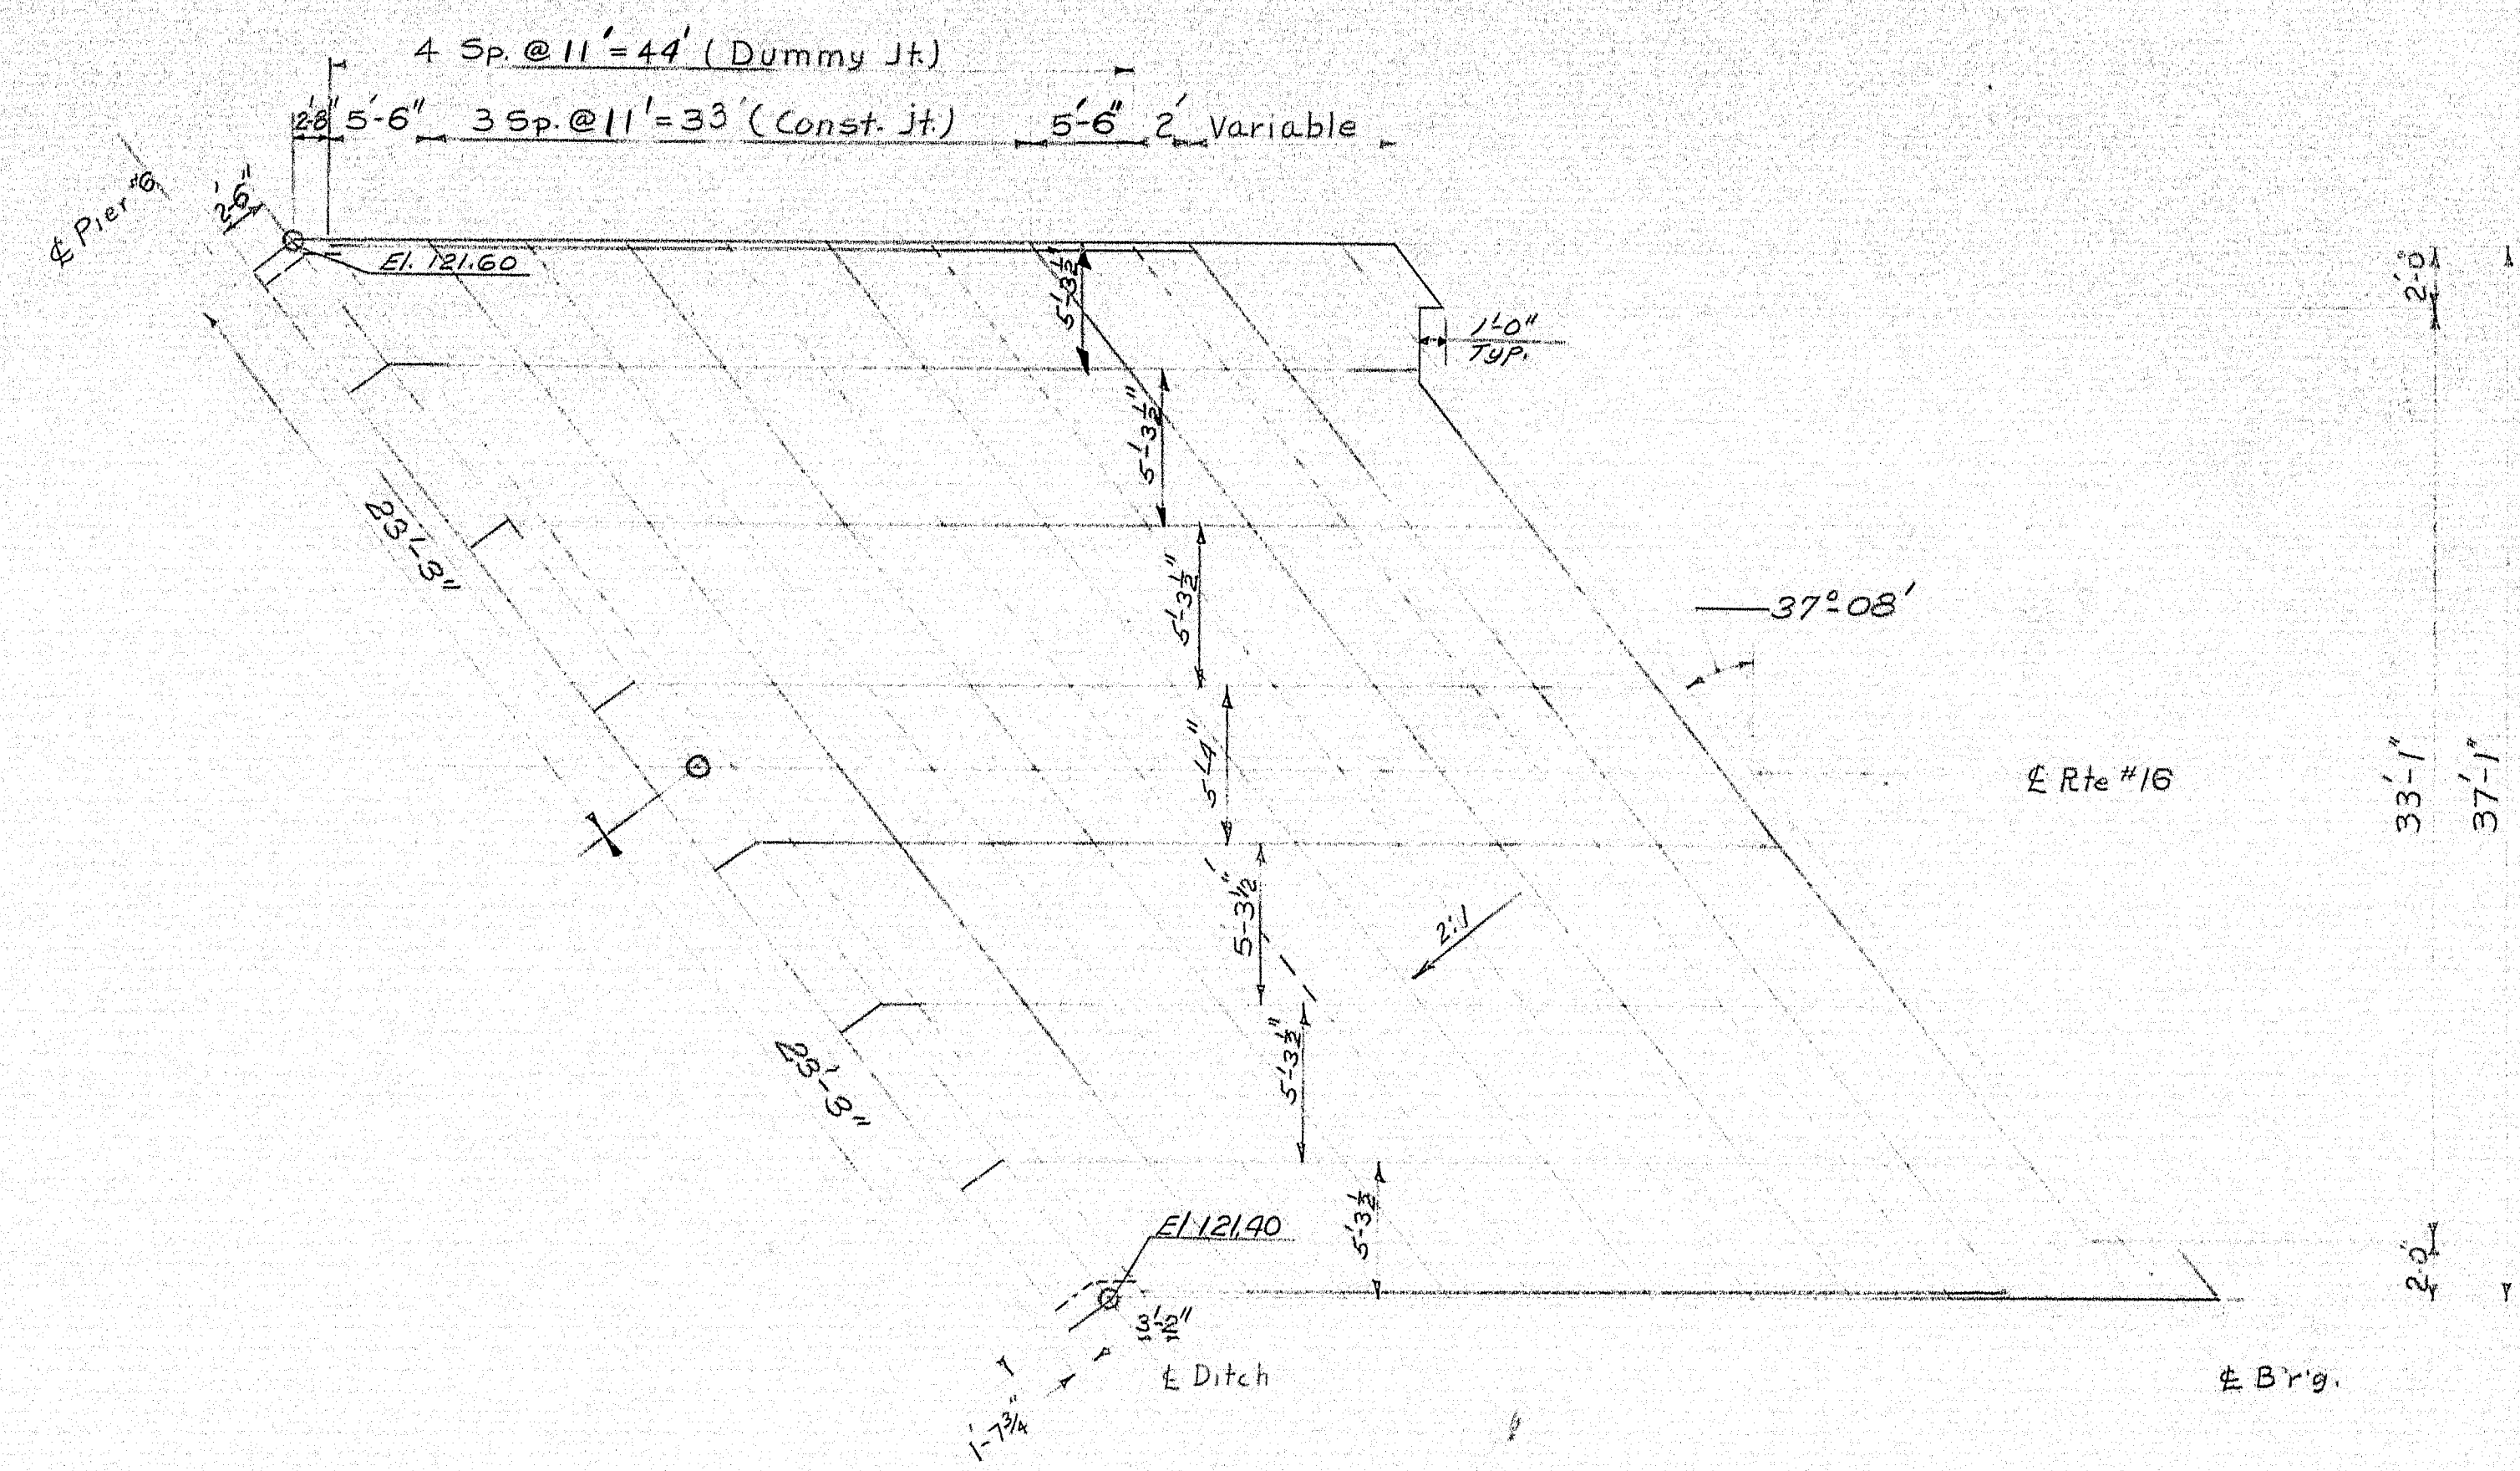 4 Sp. @ 11' = 44' ( Dummy Jt.)
2'-8" 5'-6" 3 Sp. @ 11' = 33' ( Const. jt.) 5'-6" 2' Variable
℄ Pier #6
2'-6"
El. 121.60
5'-3½"
2'-0"
1'-0"
Typ.
5'-3½"
23'-3"
5'-3½"
37°-08'
5'-4"
℄ Rte #16
33'-1"
37'-1"
5'-3½"
2:1
5'-3½"
23'-3"
5'-3½
El 121.40
2'-0"
3'-2"
℄ Ditch
℄ B'r'g.
1'-7¾"